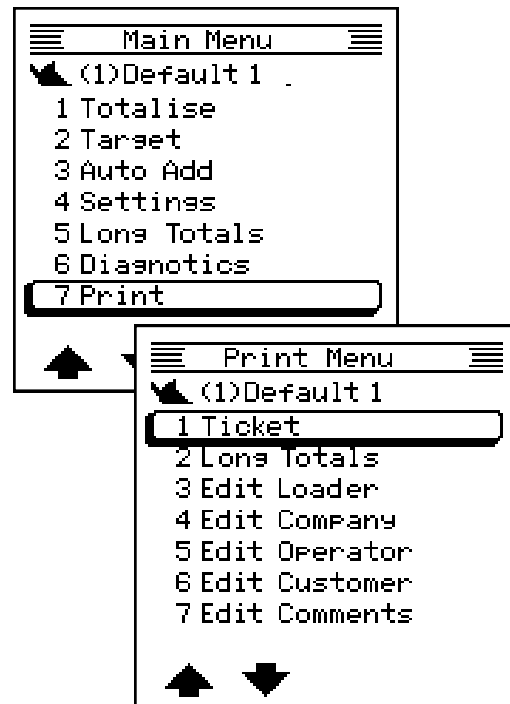 Main Menu
(1)Default 1
1 Totalise
2 Target
3 Auto Add
4 Settings
5 Long Totals
6 Diagnotics
7 Print
Print Menu
(1)Default 1
1 Ticket
2 Long Totals
3 Edit Loader
4 Edit Company
5 Edit Operator
6 Edit Customer
7 Edit Comments